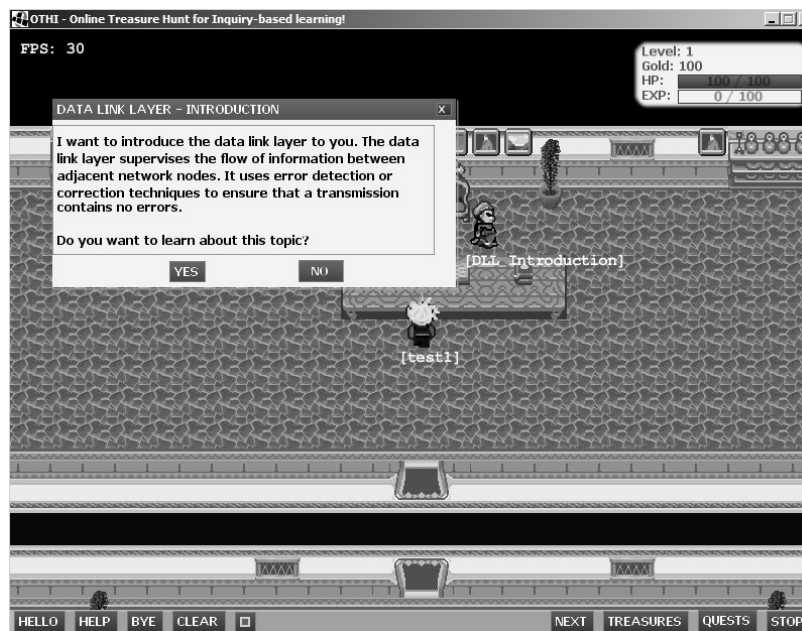 OTHI - Online Treasure Hunt for Inquiry-based learning!
FPS: 30
Level: 1
Gold: 100
HP: 100 / 100
EXP: 0 / 100
DATA LINK LAYER - INTRODUCTION
I want to introduce the data link layer to you. The data
link layer supervises the flow of information between
adjacent network nodes. It uses error detection or
correction techniques to ensure that a transmission
contains no errors.
Do you want to learn about this topic?
YES NO
[DLL Introduction]
[test1]
HELLO HELP BYE CLEAR NEXT TREASURES QUESTS STOP